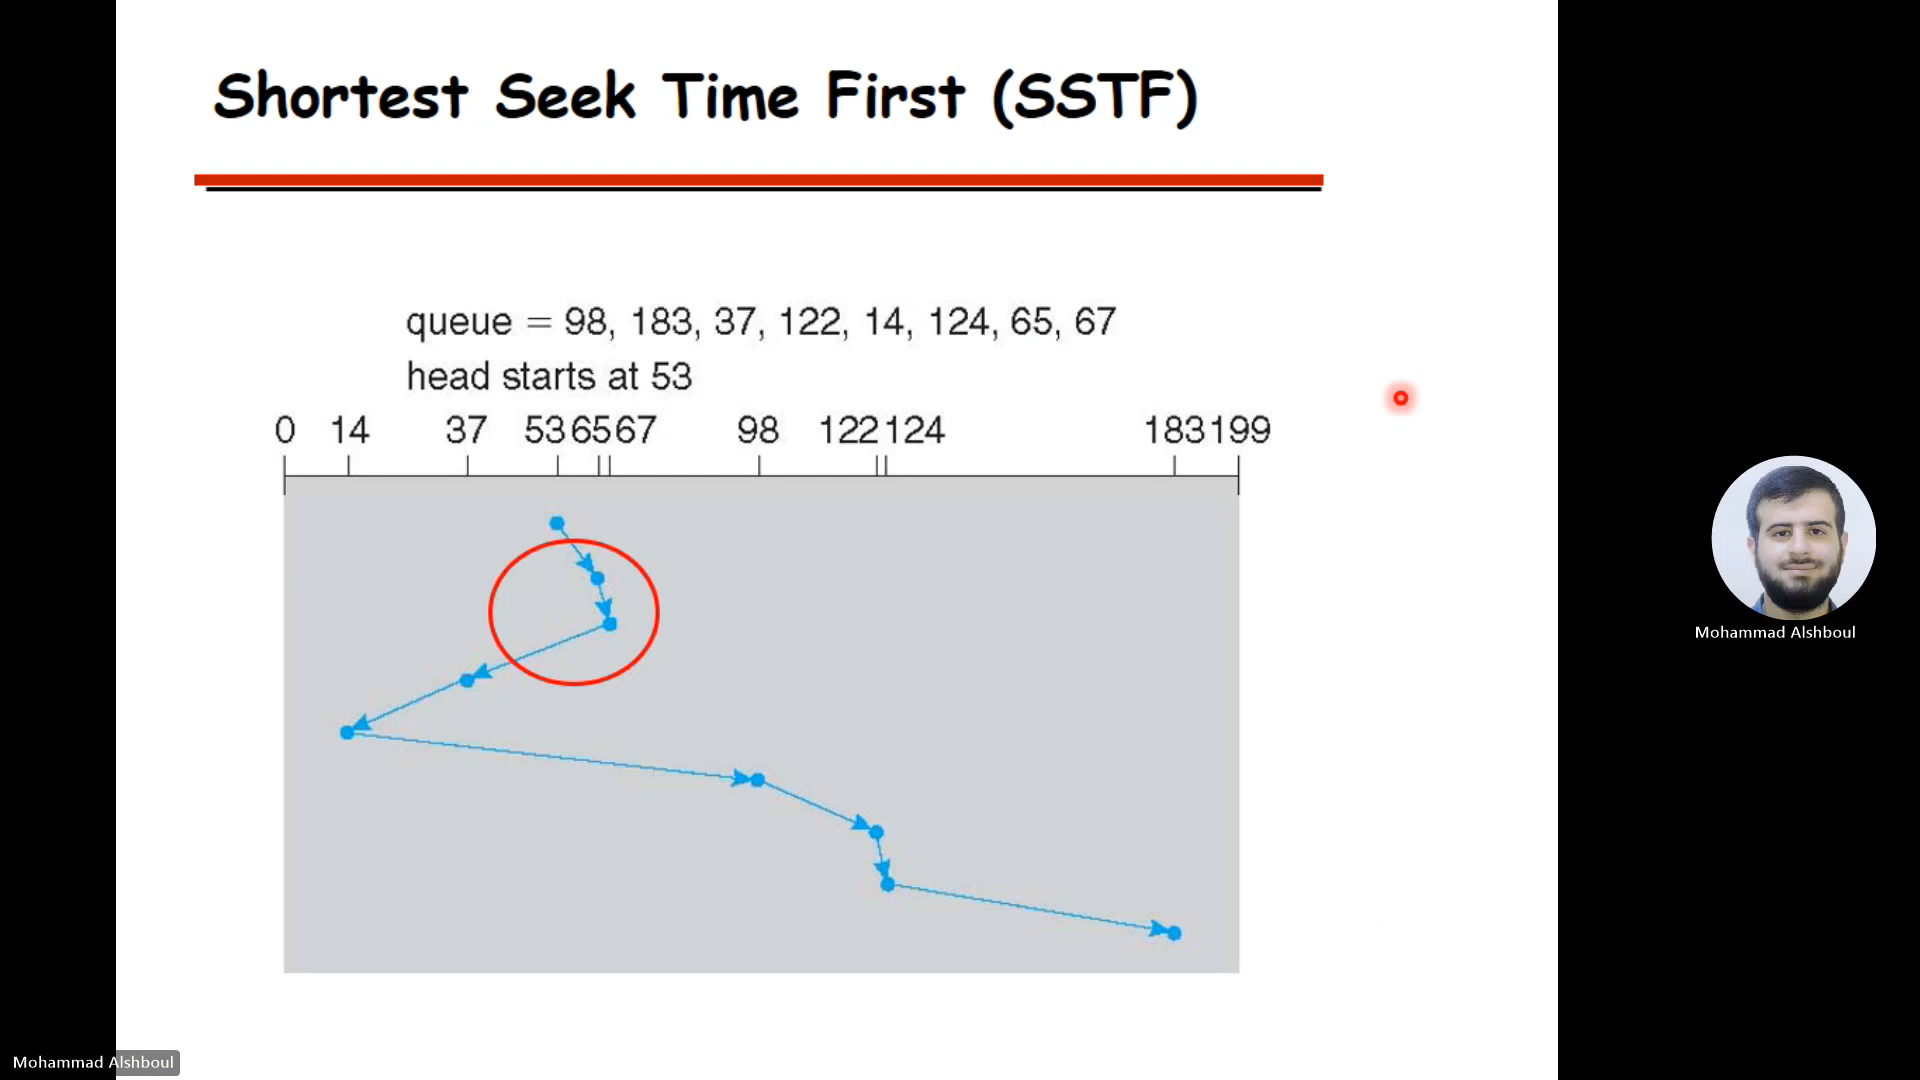 Shortest Seek Time First (SSTF)
queue = 98, 183, 37, 122, 14, 124, 65, 67
head starts at 53
0 14 37 53 65 67 98 122 124 183 199
Mohammad Alshboul
Mohammad Alshboul